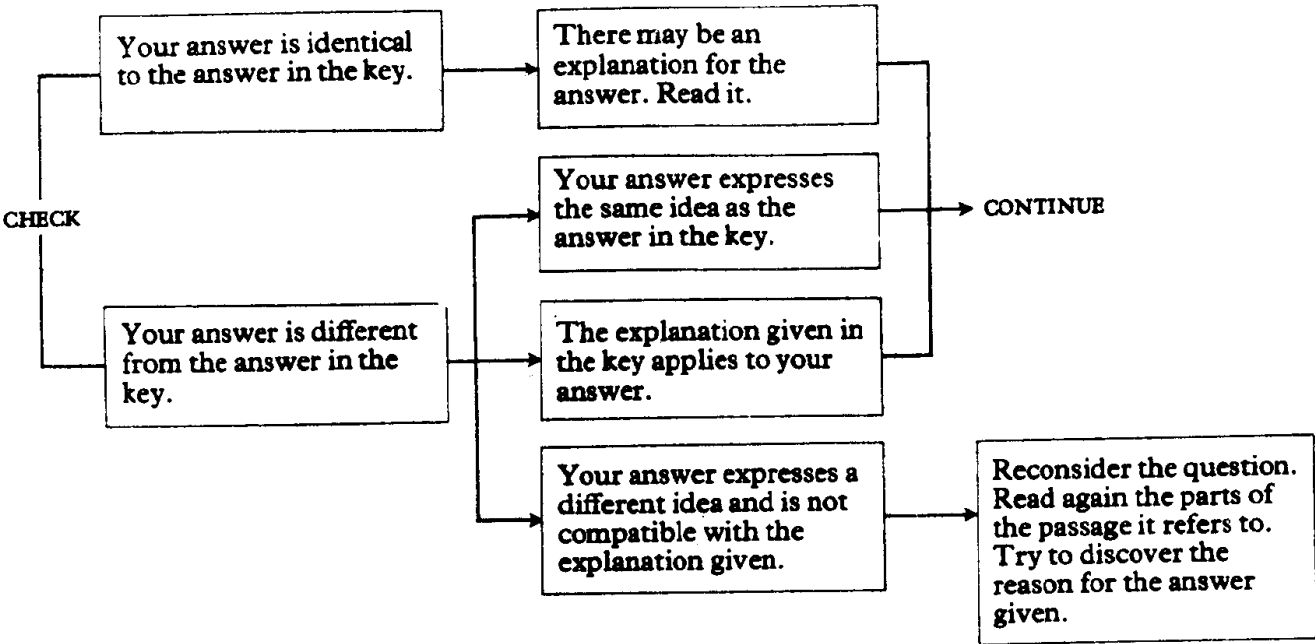 CHECK
Your answer is identical
to the answer in the key.
There may be an
explanation for the
answer. Read it.
Your answer is different
from the answer in the
key.
Your answer expresses
the same idea as the
answer in the key.
The explanation given in
the key applies to your
answer.
CONTINUE
Your answer expresses a
different idea and is not
compatible with the
explanation given.
Reconsider the question.
Read again the parts of
the passage it refers to.
Try to discover the
reason for the answer
given.